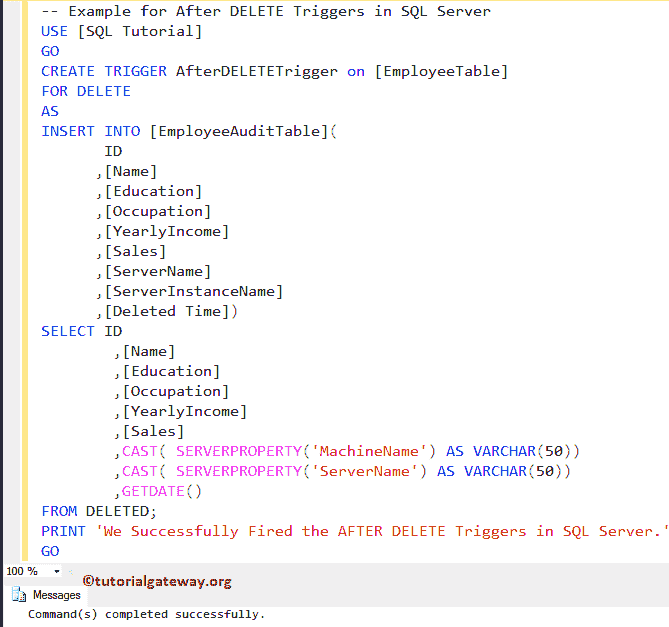 -- Example for After DELETE Triggers in SQL Server
USE [SQL Tutorial]
GO
CREATE TRIGGER AfterDELETETrigger on [EmployeeTable]
FOR DELETE
AS
INSERT INTO [EmployeeAuditTable](
ID
,[Name]
,[Education]
,[Occupation]
,[YearlyIncome]
,[Sales]
,[ServerName]
,[ServerInstanceName]
,[Deleted Time])
SELECT ID
,[Name]
,[Education]
,[Occupation]
,[YearlyIncome]
,[Sales]
,CAST( SERVERPROPERTY('MachineName') AS VARCHAR(50))
,CAST( SERVERPROPERTY('ServerName') AS VARCHAR(50))
,GETDATE()
FROM DELETED;
PRINT 'We Successfully Fired the AFTER DELETE Triggers in SQL Server.'
GO
100 %
©tutorialgateway.org
Messages
Command(s) completed successfully.